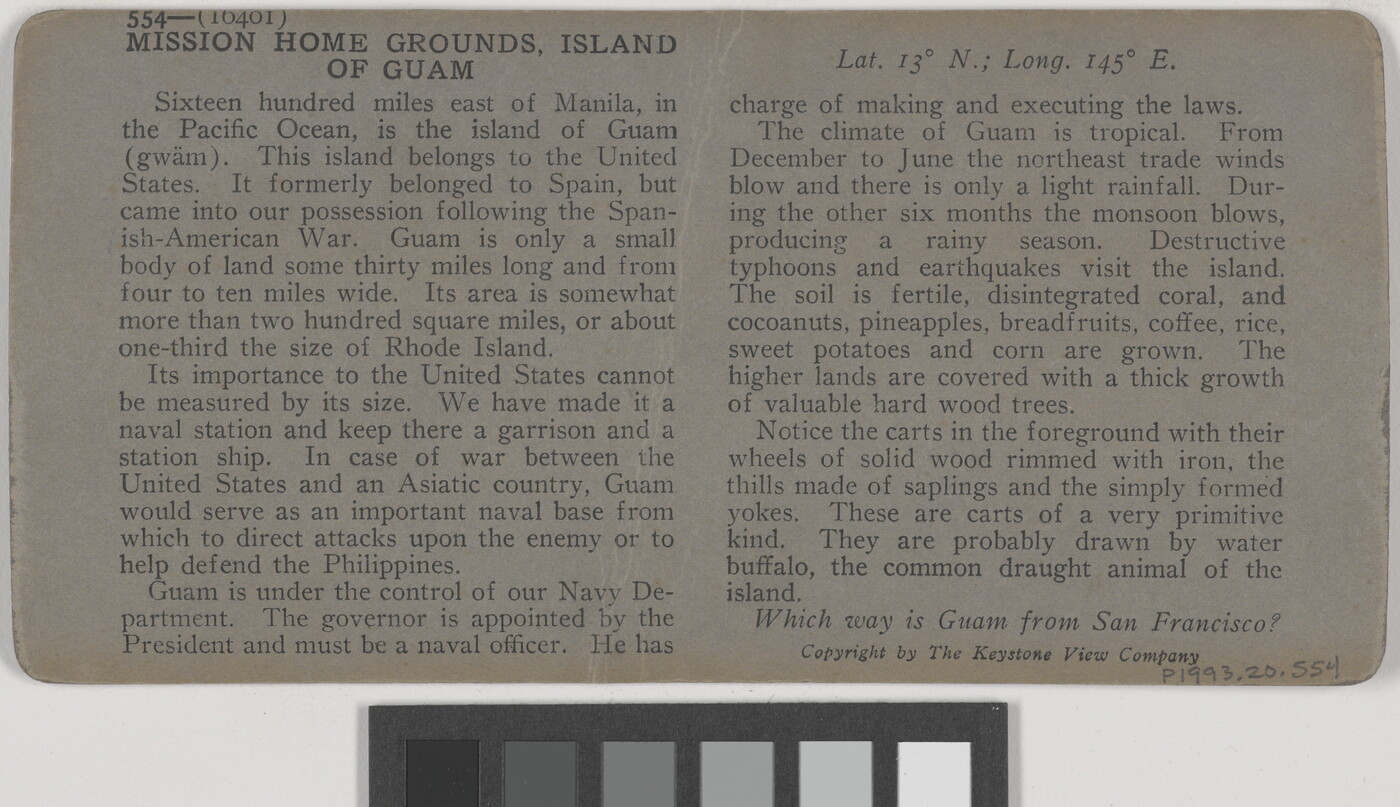 554—(16401)
MISSION HOME GROUNDS, ISLAND
OF GUAM
Sixteen hundred miles east of Manila, in
the Pacific Ocean, is the island of Guam
(gwäm). This island belongs to the United
States. It formerly belonged to Spain, but
came into our possession following the Span-
ish-American War. Guam is only a small
body of land some thirty miles long and from
four to ten miles wide. Its area is somewhat
more than two hundred square miles, or about
one-third the size of Rhode Island.
Its importance to the United States cannot
be measured by its size. We have made it a
naval station and keep there a garrison and a
station ship. In case of war between the
United States and an Asiatic country, Guam
would serve as an important naval base from
which to direct attacks upon the enemy or to
help defend the Philippines.
Guam is under the control of our Navy De-
partment. The governor is appointed by the
President and must be a naval officer. He has
Lat. 13° N.; Long. 145° E.
charge of making and executing the laws.
The climate of Guam is tropical. From
December to June the northeast trade winds
blow and there is only a light rainfall. Dur-
ing the other six months the monsoon blows,
producing a rainy season. Destructive
typhoons and earthquakes visit the island.
The soil is fertile, disintegrated coral, and
cocoanuts, pineapples, breadfruits, coffee, rice,
sweet potatoes and corn are grown. The
higher lands are covered with a thick growth
of valuable hard wood trees.
Notice the carts in the foreground with their
wheels of solid wood rimmed with iron, the
thills made of saplings and the simply formed
yokes. These are carts of a very primitive
kind. They are probably drawn by water
buffalo, the common draught animal of the
island.
Which way is Guam from San Francisco?
Copyright by The Keystone View Company
P1993.20.554